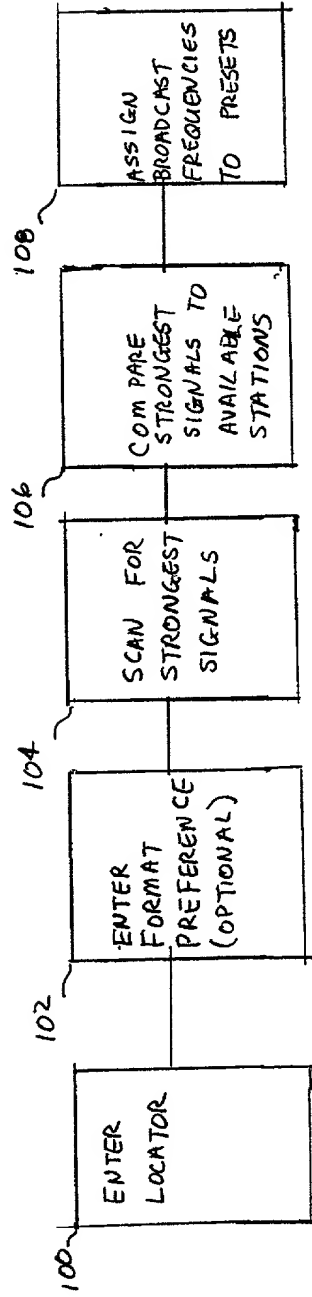 100
ENTER
LOCATOR
102
ENTER
FORMAT
PREFERENCE
(OPTIONAL)
104
SCAN FOR
STRONGEST
SIGNALS
106
COMPARE
STRONGEST
SIGNALS TO
AVAILABLE
STATIONS
108
ASSIGN
BROADCAST
FREQUENCIES
TO PRESETS